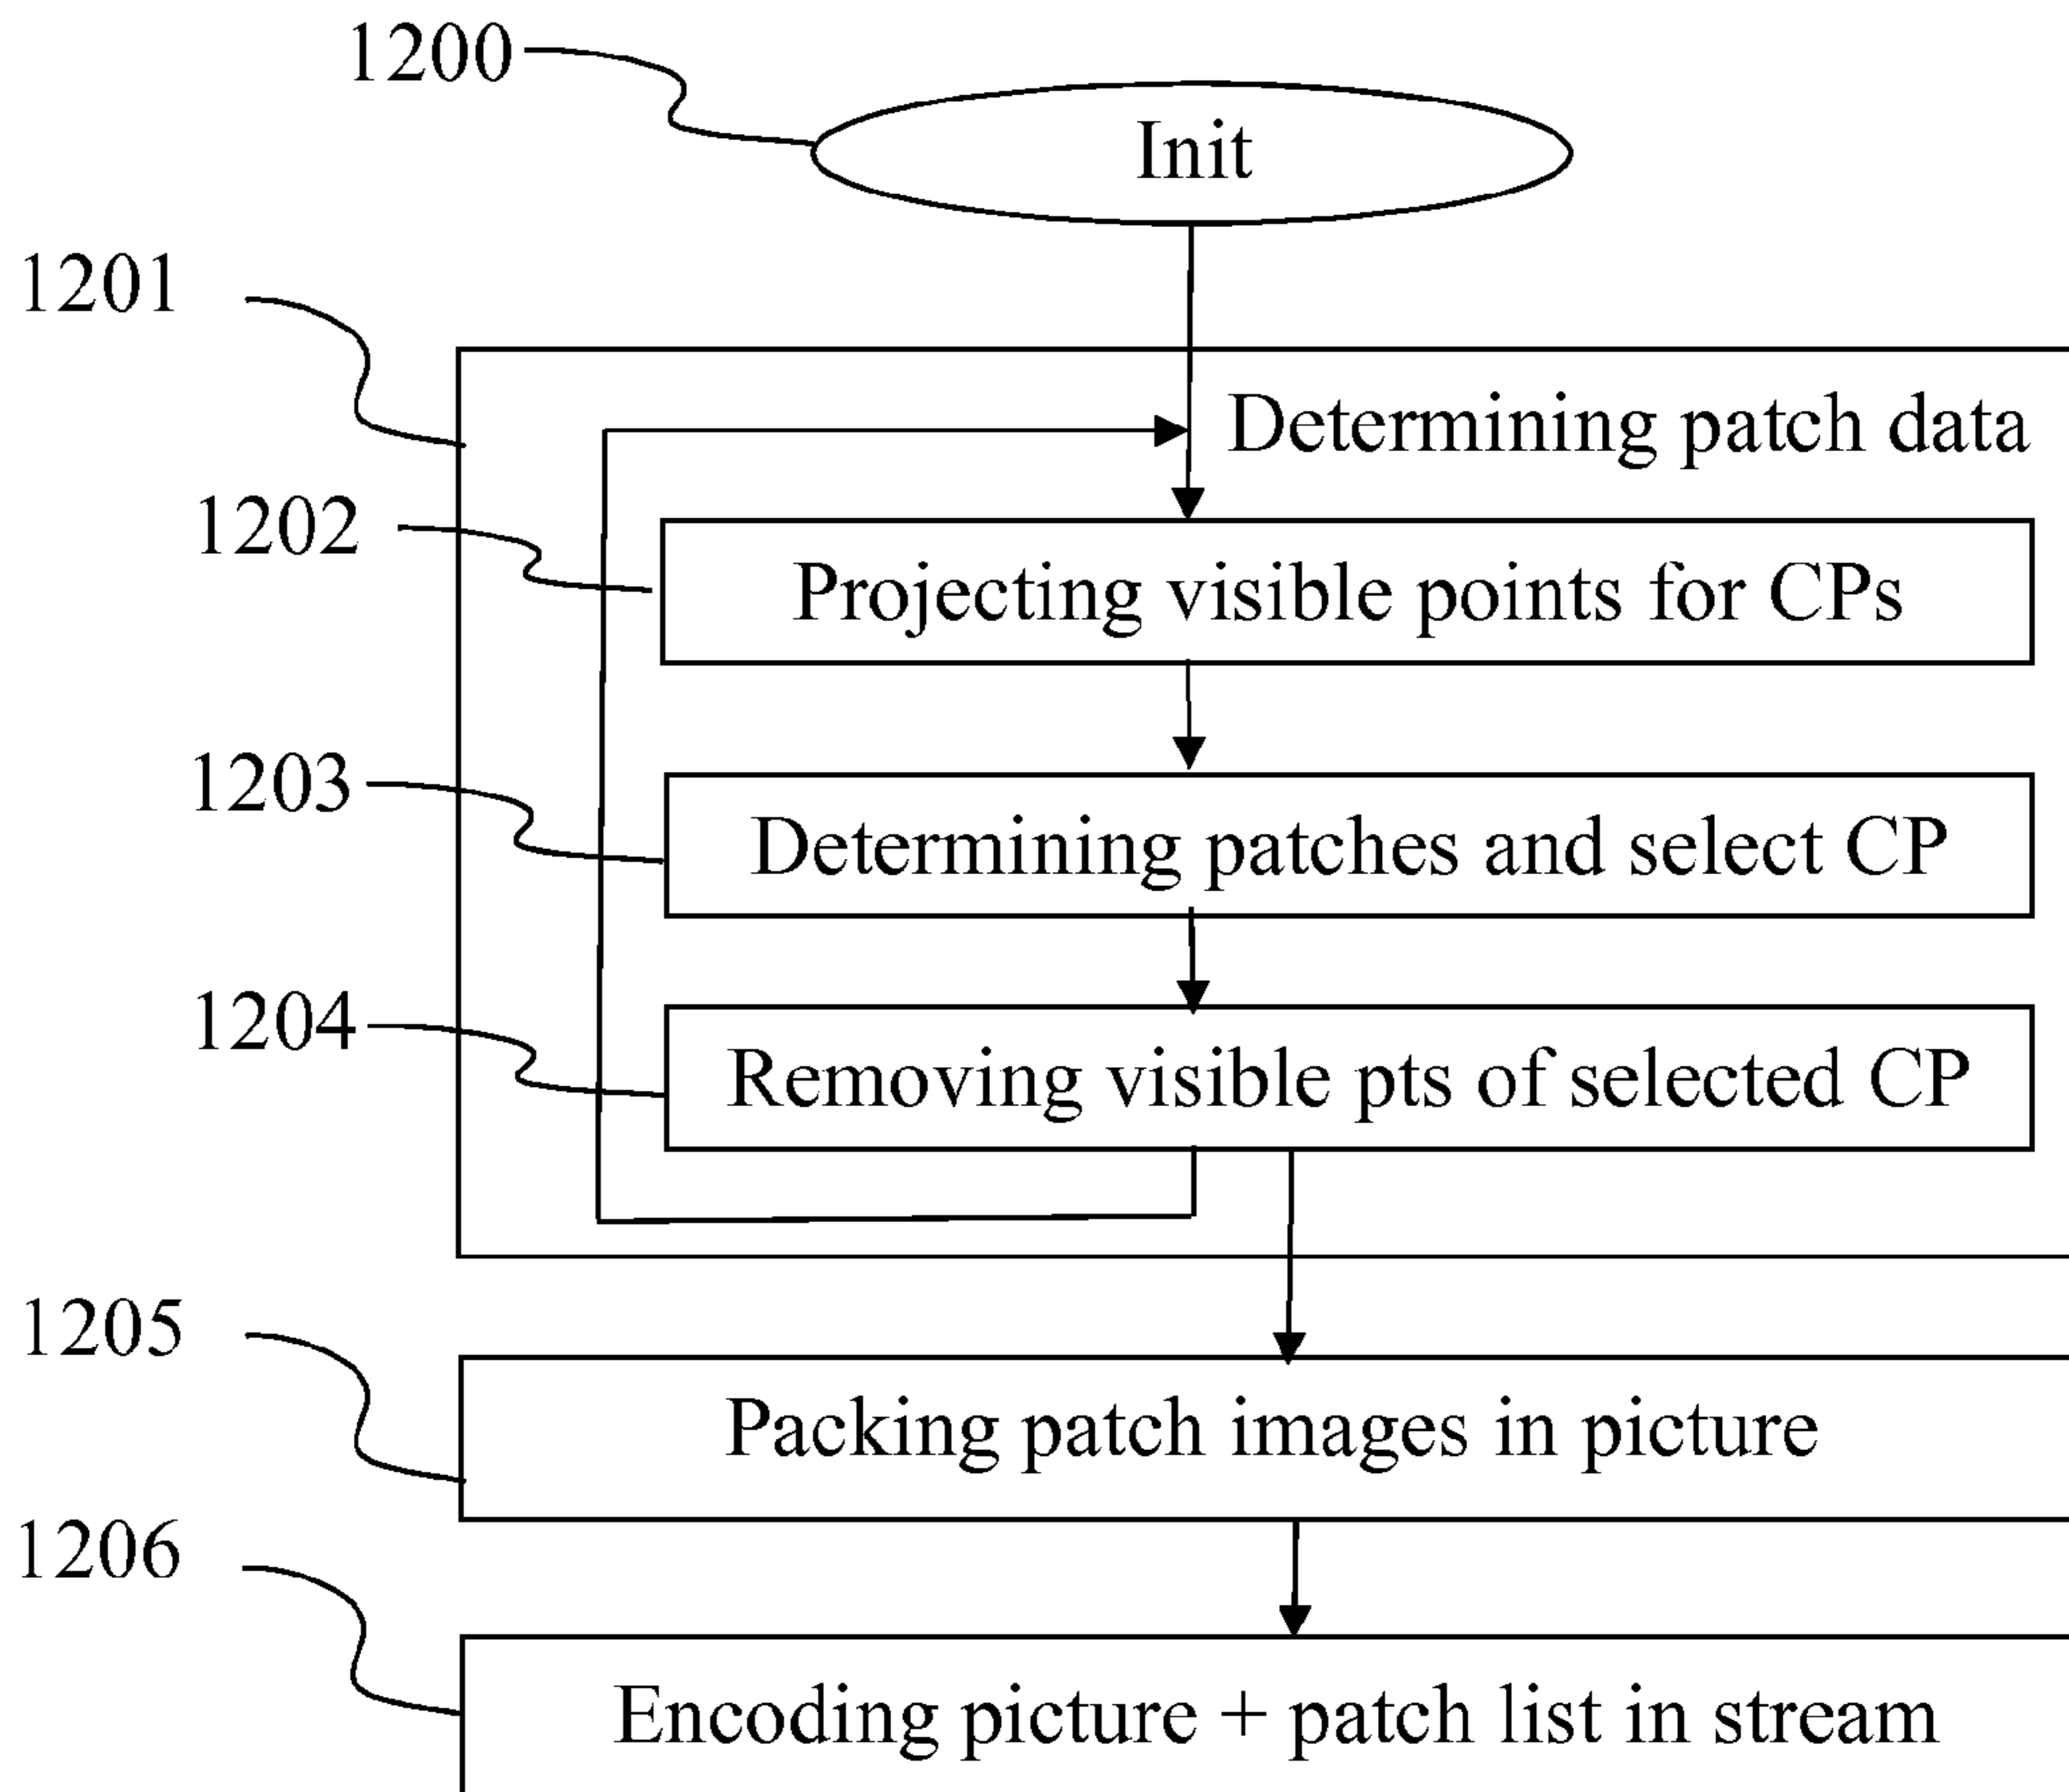 1200
Init
1201
Determining patch data
1202
Projecting visible points for CPs
1203
Determining patches and select CP
1204
Removing visible pts of selected CP
1205
Packing patch images in picture
1206
Encoding picture + patch list in stream